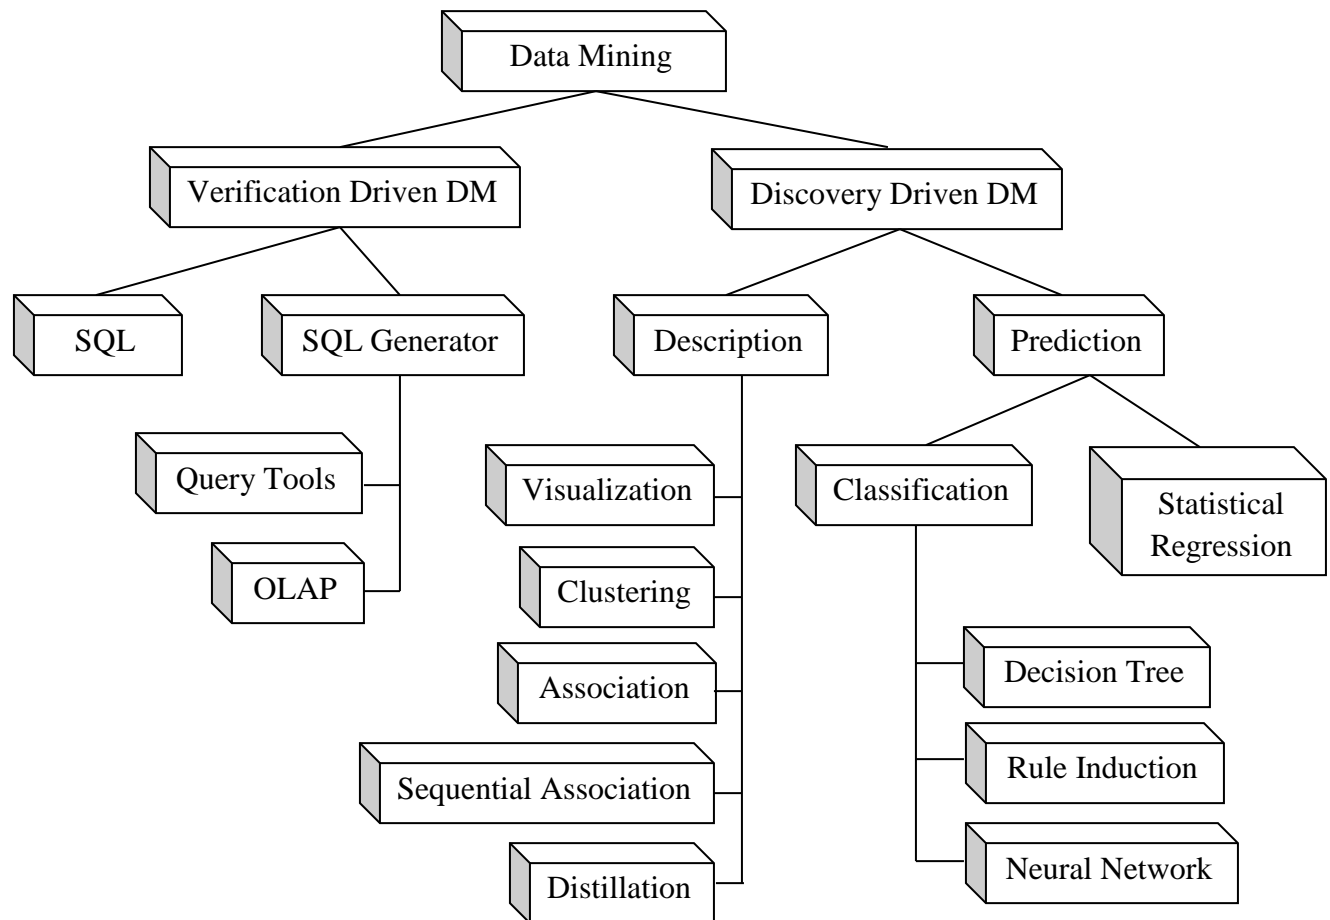 Data Mining
Verification Driven DM
Discovery Driven DM
SQL
SQL Generator
Description
Prediction
Query Tools
OLAP
Visualization
Clustering
Association
Sequential Association
Distillation
Classification
Statistical
Regression
Decision Tree
Rule Induction
Neural Network